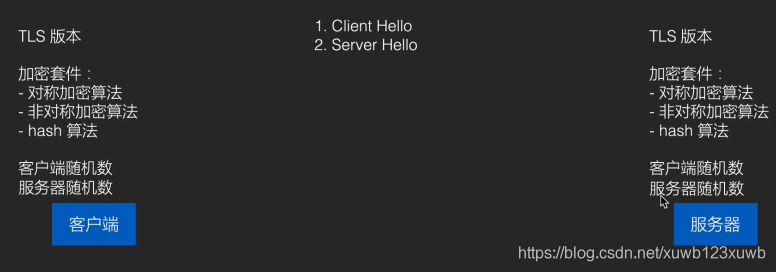 1. Client Hello
2. Server Hello
TLS 版本
加密套件：
- 对称加密算法
- 非对称加密算法
- hash 算法
客户端随机数
服务器随机数
客户端
TLS 版本
加密套件：
- 对称加密算法
- 非对称加密算法
- hash 算法
客户端随机数
服务器随机数
服务器
https://blog.csdn.net/xuwb123xuwb